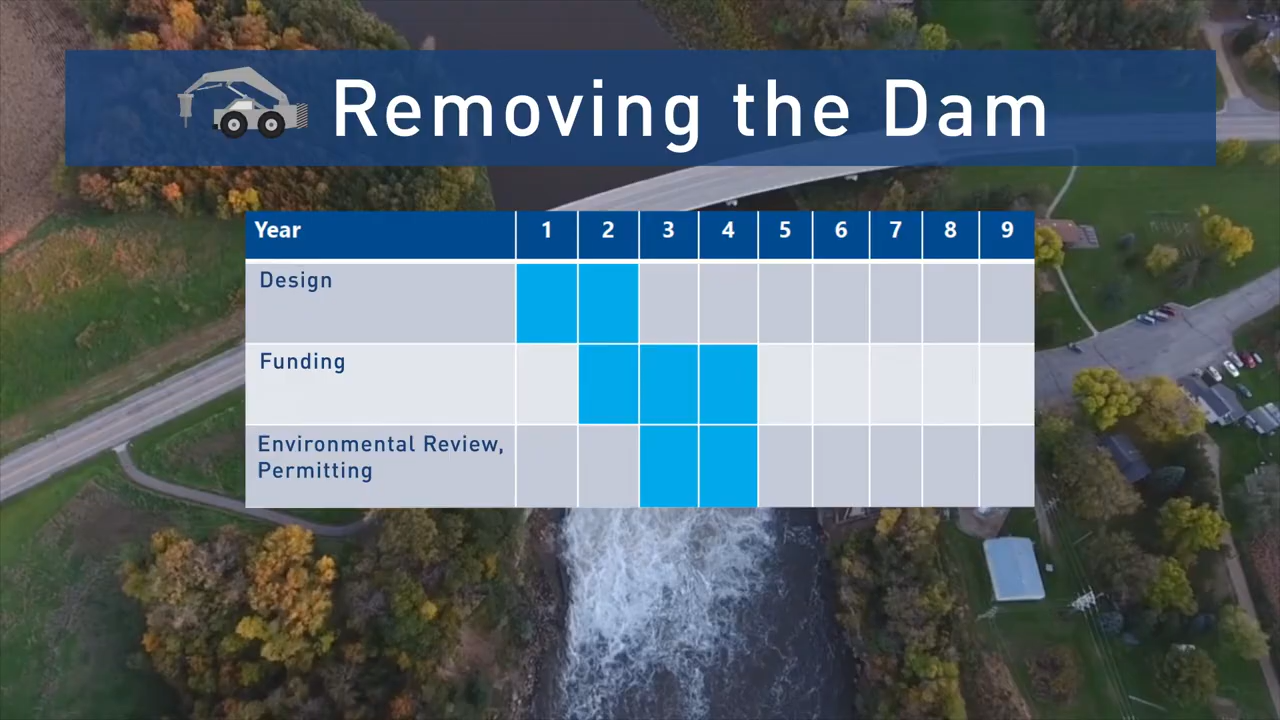 Removing the Dam
Year 1 2 3 4 5 6 7 8 9
Design
Funding
Environmental Review,
Permitting